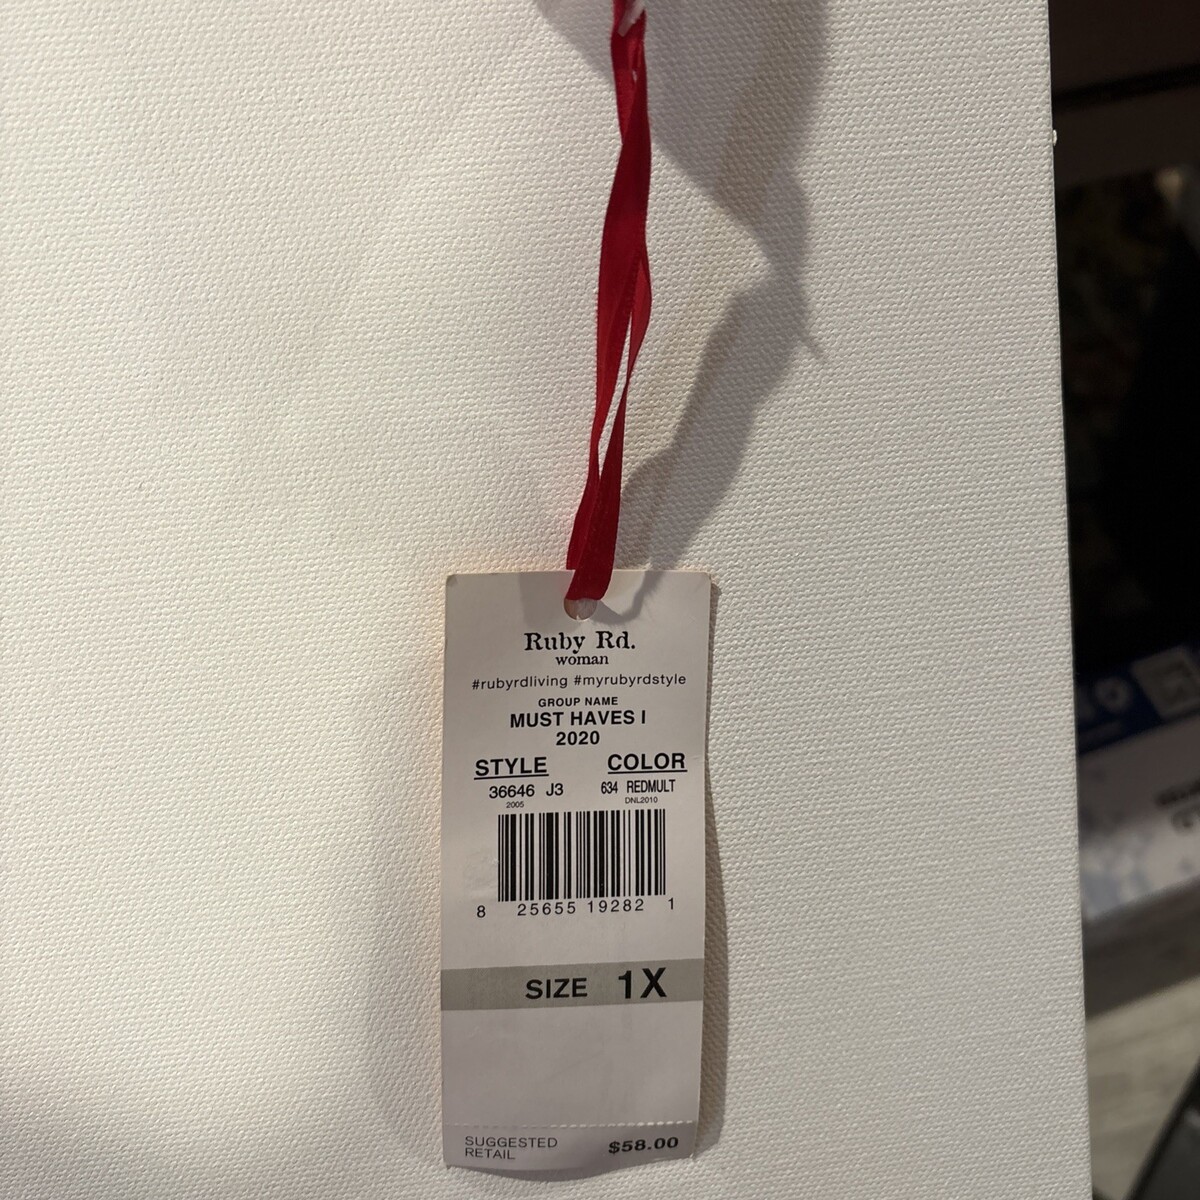 Ruby Rd.
woman
#rubyrdliving #myrubyrdstyle
GROUP NAME
MUST HAVES I
2020
STYLE COLOR
36646 J3 634 REDMULT
2005 DNL2010
8 25655 19282 1
SIZE 1X
SUGGESTED
RETAIL $58.00